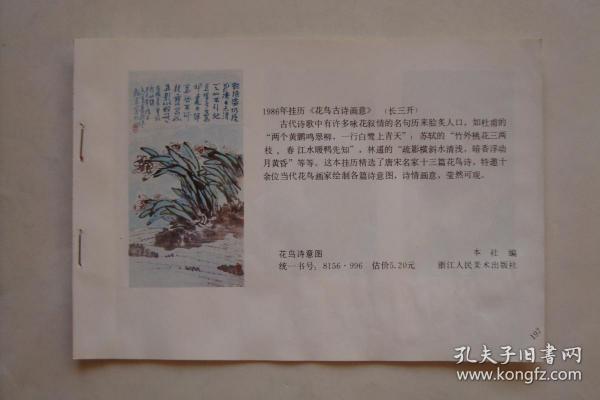 1986年挂历《花鸟古诗画意》 （长三开）
古代诗歌中有许多咏花叙情的名句历来脍炙人口。如杜甫的
“两个黄鹂鸣翠柳，一行白鹭上青天”；苏轼的“竹外桃花三两
枝，春江水暖鸭先知”，林逋的“疏影横斜水清浅，暗香浮动
月黄昏”等等。这本挂历精选了唐宋名家十三篇花鸟诗，特邀十
余位当代花鸟画家绘制各篇诗意图，诗情画意，莹然可观。
花鸟诗意图 本社编
统一书号：8156·996 估价5.20元 浙江人民美术出版社
197
孔夫子旧书网
www.kongfz.com